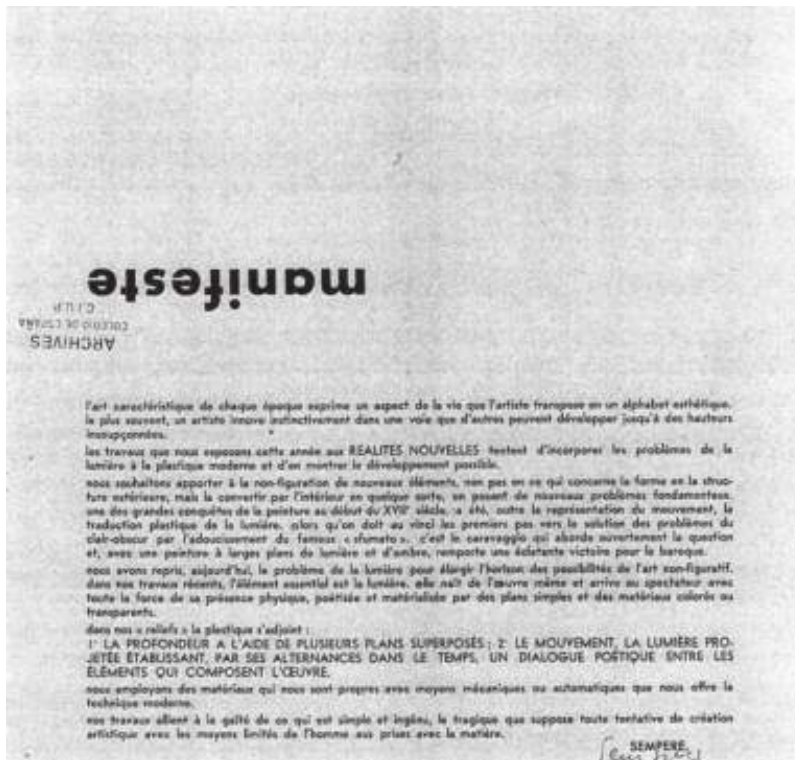 manifeste
C.I.U.P.
COLEGIO DE ESPAÑA
ARCHIVES
l'art caractéristique de chaque époque exprime un aspect de la vie que l'artiste transpose en un alphabet esthétique.
le plus souvent, un artiste innove instinctivement dans une voie que d'autres peuvent développer jusqu'à des hauteurs
insoupçonnées.
les travaux que nous exposons cette année aux REALITES NOUVELLES tentent d'incorporer les problèmes de la
lumière à la plastique moderne et d'en montrer le développement possible.
nous souhaitons apporter à la non-figuration de nouveaux éléments, non pas en ce qui concerne la forme en la struc-
ture extérieure, mais la convertir par l'intérieur en quelque sorte, en posant de nouveaux problèmes fondamentaux.
une des grandes conquêtes de la peinture au début du XVIIe siècle, a été, outre la représentation du mouvement, la
traduction plastique de la lumière. alors qu'on doit au vinci les premiers pas vers la solution des problèmes du
clair-obscur par l'adoucissement du fameux « sfumato ». c'est le caravaggio qui aborde ouvertement la question
et, avec une peinture à larges plans de lumière et d'ombre, remporte une éclatante victoire pour le baroque.
nous avons repris, aujourd'hui, le problème de la lumière pour élargir l'horizon des possibilités de l'art non-figuratif.
dans nos travaux récents, l'élément essentiel est la lumière. elle naît de l'œuvre même et arrive au spectateur avec
toute la force de sa présence physique, poétisée et matérialisée par des plans simples et des matériaux colorés ou
transparents.
dans nos « reliefs » la plastique s'adjoint :
1° LA PROFONDEUR A L'AIDE DE PLUSIEURS PLANS SUPERPOSÉS ; 2° LE MOUVEMENT, LA LUMIÈRE PRO-
JETÉE ÉTABLISSANT, PAR SES ALTERNANCES DANS LE TEMPS, UN DIALOGUE POÉTIQUE ENTRE LES
ÉLÉMENTS QUI COMPOSENT L'ŒUVRE.
nous employons des matériaux qui nous sont propres avec moyens mécaniques ou automatiques que nous offre la
technique moderne.
nos travaux allient à la gaîté de ce qui est simple et ingénu, le tragique que suppose toute tentative de création
artistique avec les moyens limités de l'homme aux prises avec la matière.
SEMPERE.